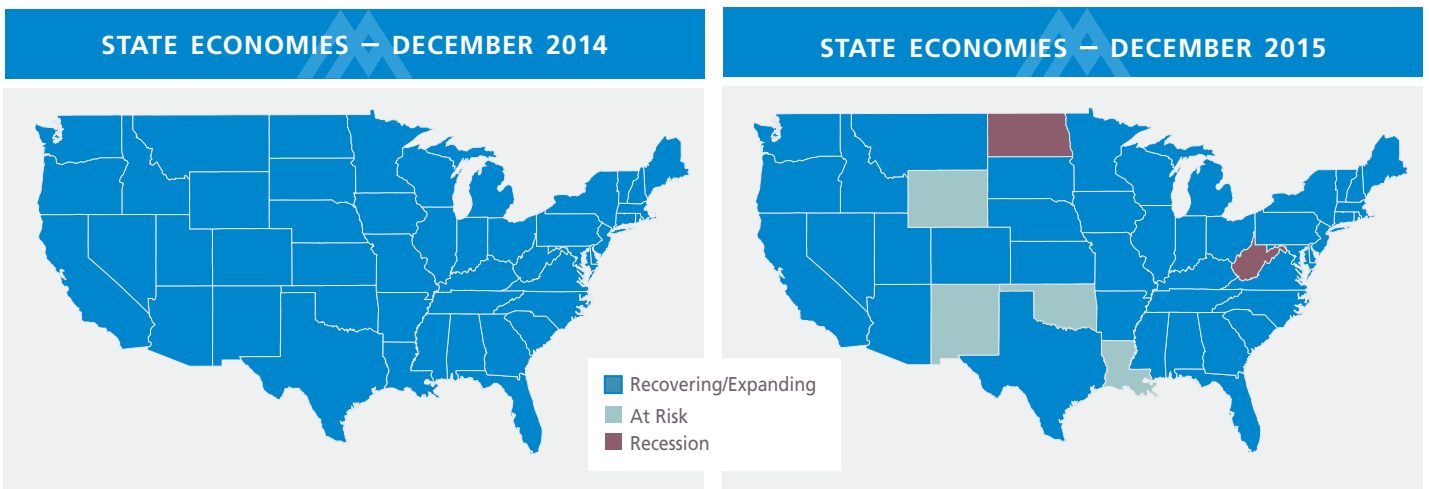 STATE ECONOMIES — DECEMBER 2014
STATE ECONOMIES — DECEMBER 2015
Recovering/Expanding
At Risk
Recession